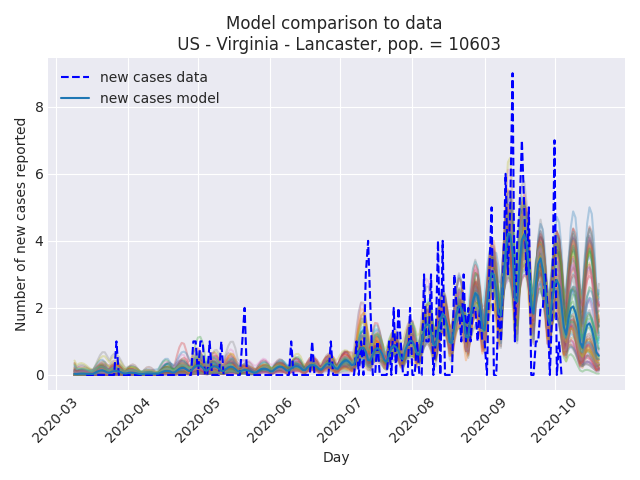 Model comparison to data
US - Virginia - Lancaster, pop. = 10603
new cases data
new cases model
Number of new cases reported
8
6
4
2
0
2020-03
2020-04
2020-05
2020-06
2020-07
2020-08
2020-09
2020-10
Day